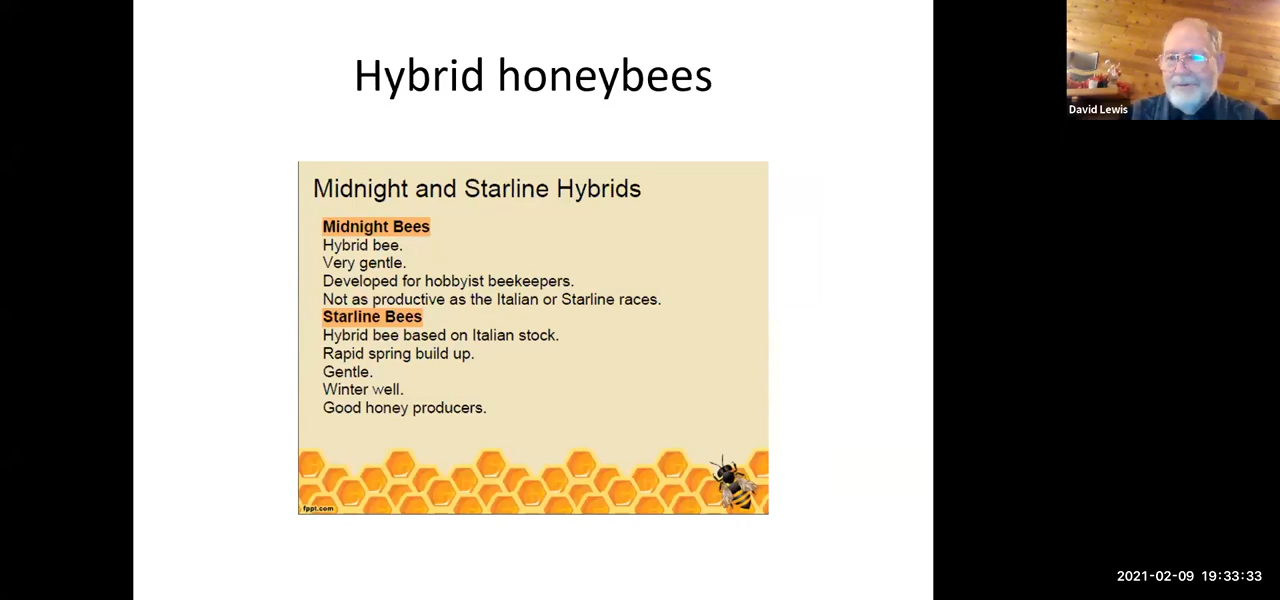 Hybrid honeybees
David Lewis
Midnight and Starline Hybrids
Midnight Bees
Hybrid bee.
Very gentle.
Developed for hobbyist beekeepers.
Not as productive as the Italian or Starline races.
Starline Bees
Hybrid bee based on Italian stock.
Rapid spring build up.
Gentle.
Winter well.
Good honey producers.
fppt.com
2021-02-09 19:33:33